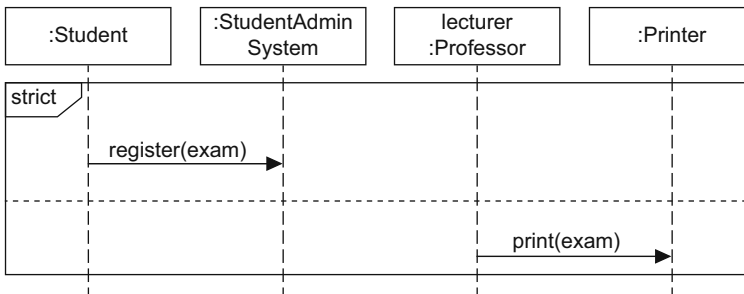 :Student
:StudentAdmin
System
lecturer
:Professor
:Printer
strict
register(exam)
print(exam)